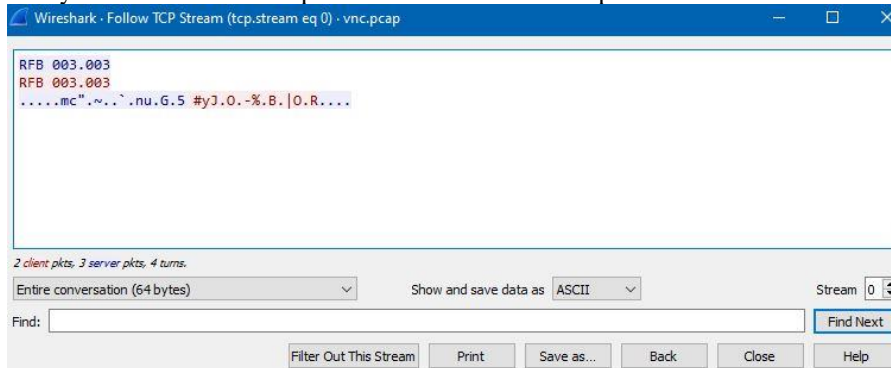 Wireshark · Follow TCP Stream (tcp.stream eq 0) · vnc.pcap
RFB 003.003
RFB 003.003
.....mc".~..`.nu.G.5 #yJ.O.-%.B.|O.R....
2 client pkts, 3 server pkts, 4 turns.
Entire conversation (64 bytes)
Show and save data as ASCII
Stream 0
Find:
Find Next
Filter Out This Stream
Print
Save as...
Back
Close
Help